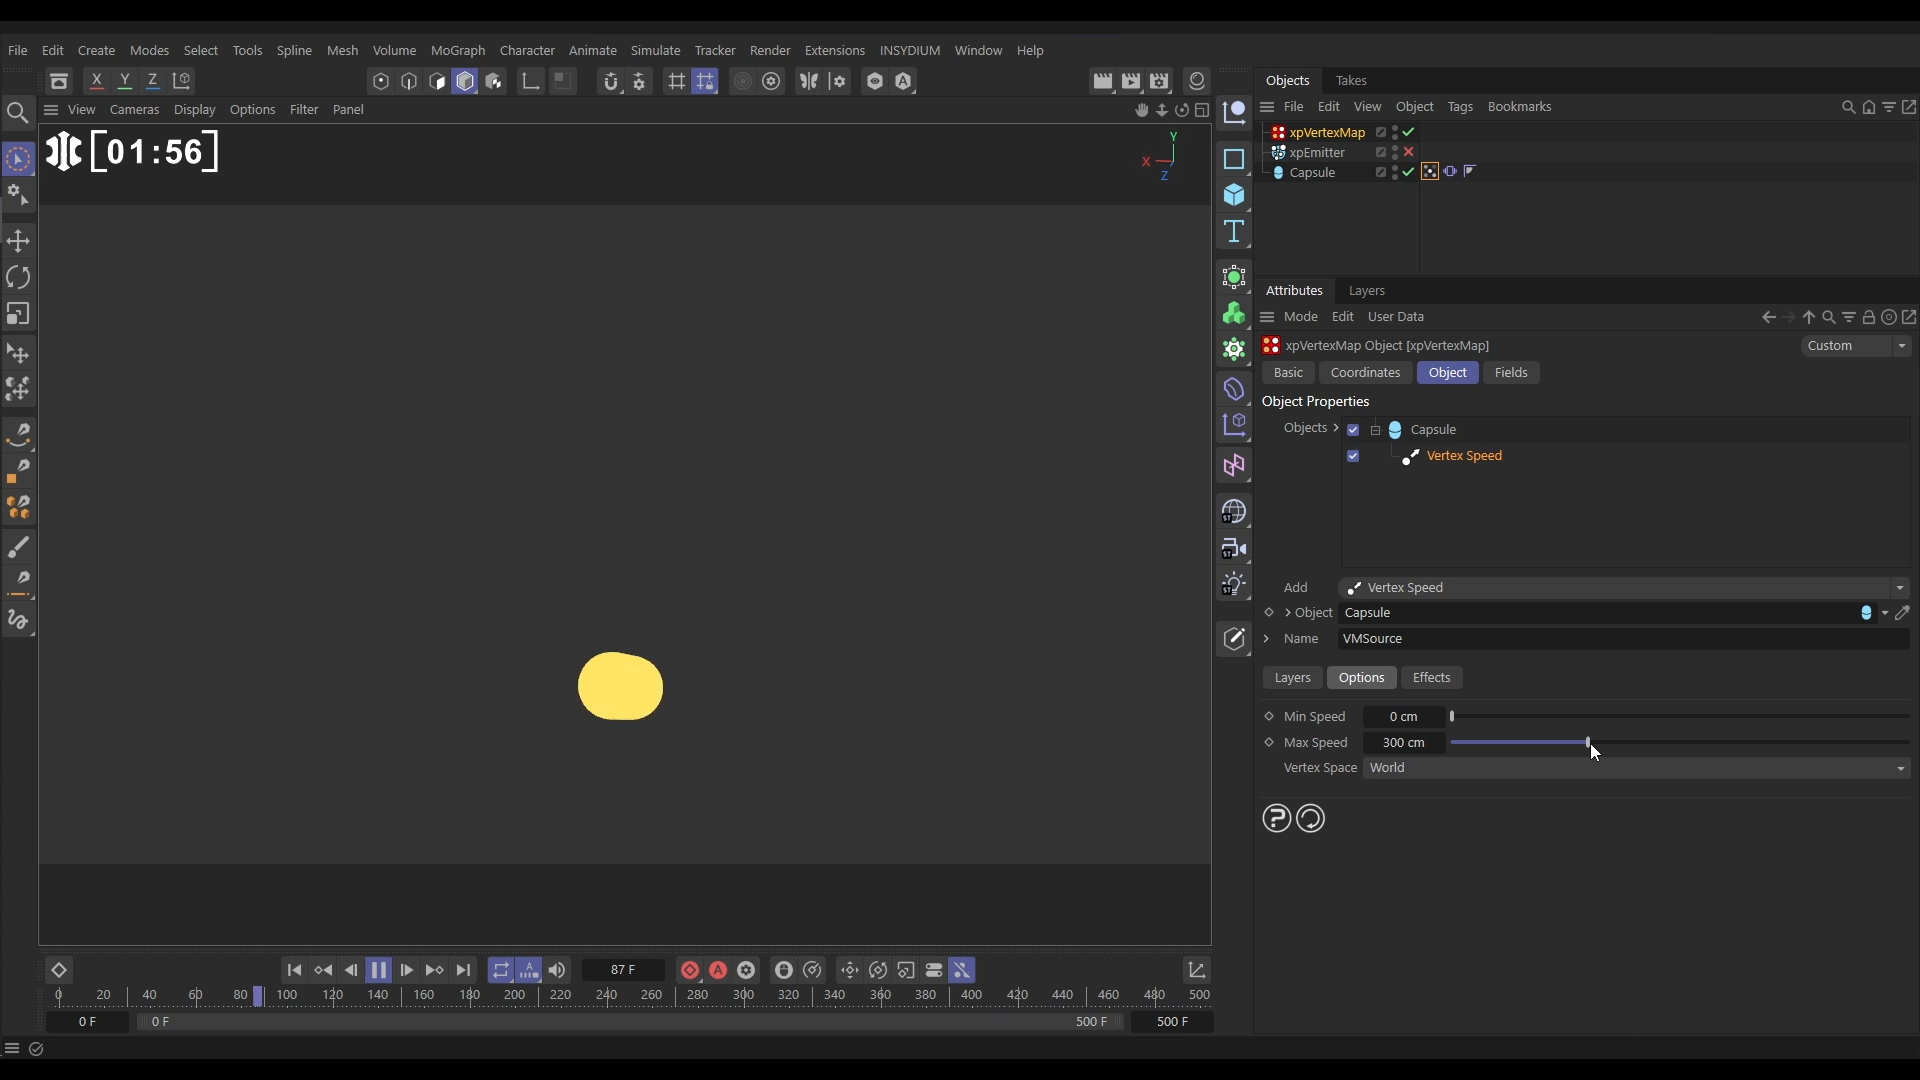 File Edit Create Modes Select Tools Spline Mesh Volume MoGraph Character Animate Simulate Tracker Render Extensions INSYDIUM Window Help
X Y Z
Objects Takes
View Cameras Display Options Filter Panel
File Edit View Object Tags Bookmarks
[01:56]
Y
X
Z
xpVertexMap
xpEmitter
Capsule
Attributes Layers
Mode Edit User Data
xpVertexMap Object [xpVertexMap]
Custom
Basic Coordinates Object Fields
Object Properties
Objects > Capsule
Vertex Speed
Add Vertex Speed
> Object Capsule
> Name VMSource
Layers Options Effects
Min Speed 0 cm
Max Speed 300 cm
Vertex Space World
87 F
0 20 40 60 80 100 120 140 160 180 200 220 240 260 280 300 320 340 360 380 400 420 440 460 480 500
0 F 0 F 500 F 500 F